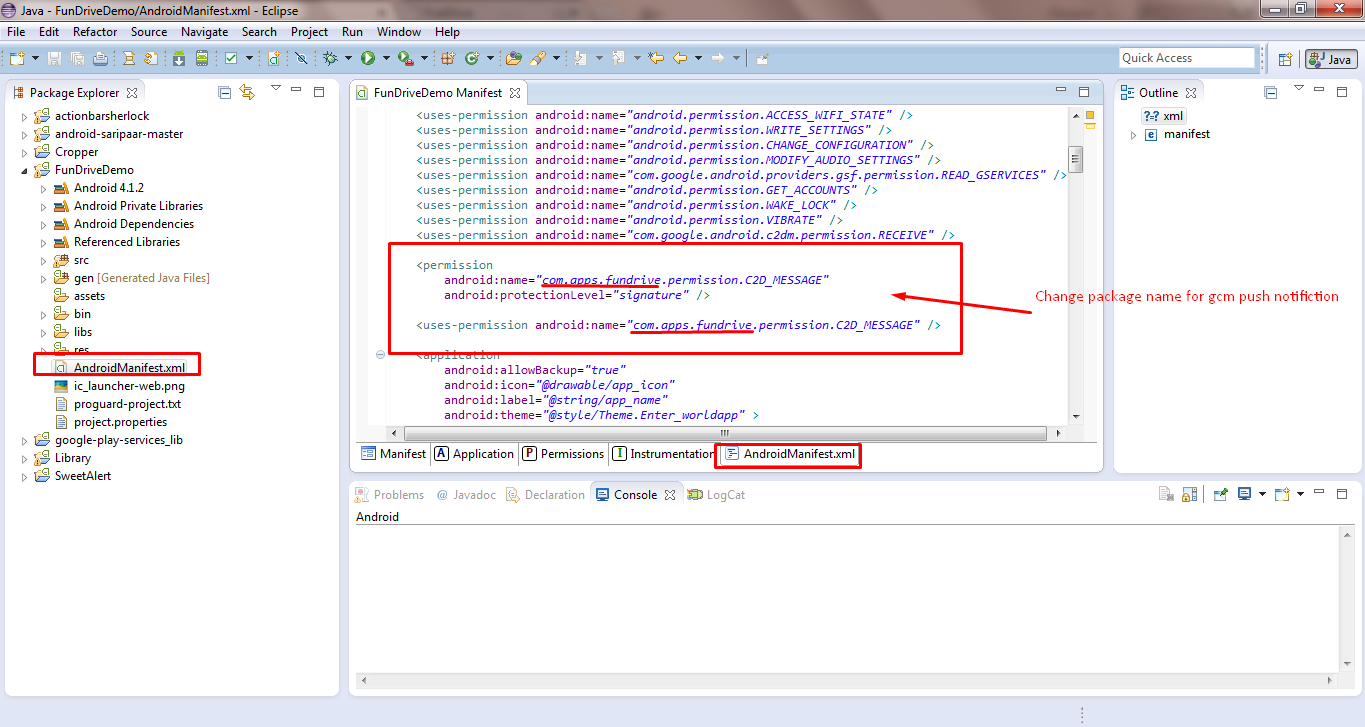 Java - FunDriveDemo/AndroidManifest.xml - Eclipse
File Edit Refactor Source Navigate Search Project Run Window Help
Quick Access
Java
Package Explorer
actionbarsherlock
android-saripaar-master
Cropper
FunDriveDemo
Android 4.1.2
Android Private Libraries
Android Dependencies
Referenced Libraries
src
gen [Generated Java Files]
assets
bin
libs
res
AndroidManifest.xml
ic_launcher-web.png
proguard-project.txt
project.properties
google-play-services_lib
Library
SweetAlert
FunDriveDemo Manifest
<uses-permission android:name="android.permission.ACCESS_WIFI_STATE" />
<uses-permission android:name="android.permission.WRITE_SETTINGS" />
<uses-permission android:name="android.permission.CHANGE_CONFIGURATION" />
<uses-permission android:name="android.permission.MODIFY_AUDIO_SETTINGS" />
<uses-permission android:name="com.google.android.providers.gsf.permission.READ_GSERVICES" />
<uses-permission android:name="android.permission.GET_ACCOUNTS" />
<uses-permission android:name="android.permission.WAKE_LOCK" />
<uses-permission android:name="android.permission.VIBRATE" />
<uses-permission android:name="com.google.android.c2dm.permission.RECEIVE" />
<permission
android:name="com.apps.fundrive.permission.C2D_MESSAGE"
android:protectionLevel="signature" />
<uses-permission android:name="com.apps.fundrive.permission.C2D_MESSAGE" />
<application
android:allowBackup="true"
android:icon="@drawable/app_icon"
android:label="@string/app_name"
android:theme="@style/Theme.Enter_worldapp" >
Change package name for gcm push notifiction
Manifest A Application P Permissions I Instrumentation AndroidManifest.xml
Outline
?=? xml
e manifest
Problems @ Javadoc Declaration Console LogCat
Android